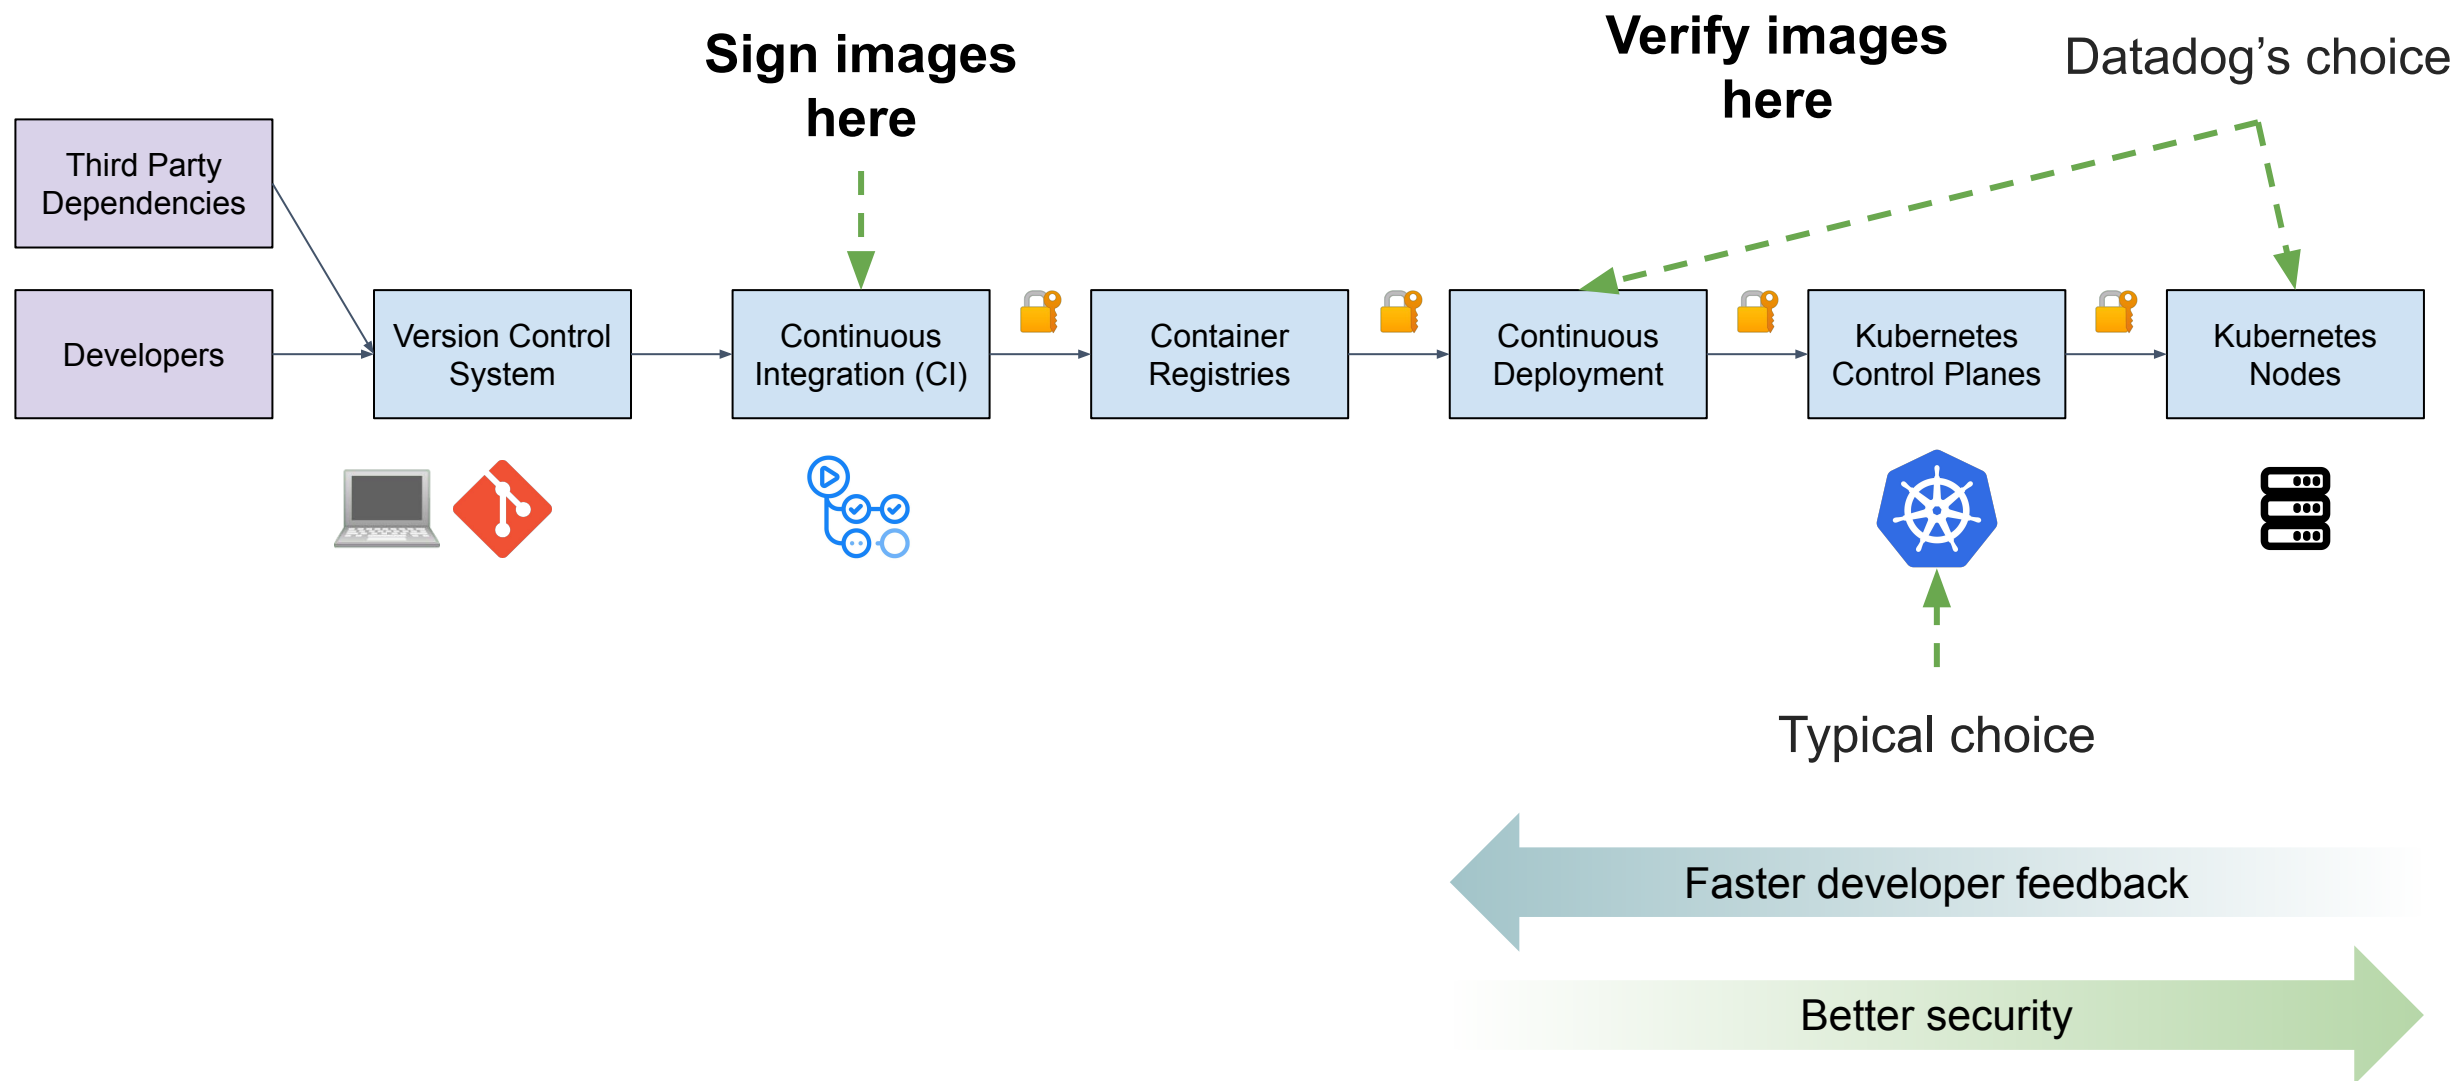 Sign images
here
Verify images
here
Datadog’s choice
Third Party
Dependencies
Developers
Version Control
System
Continuous
Integration (CI)
Container
Registries
Continuous
Deployment
Kubernetes
Control Planes
Kubernetes
Nodes
Typical choice
Faster developer feedback
Better security